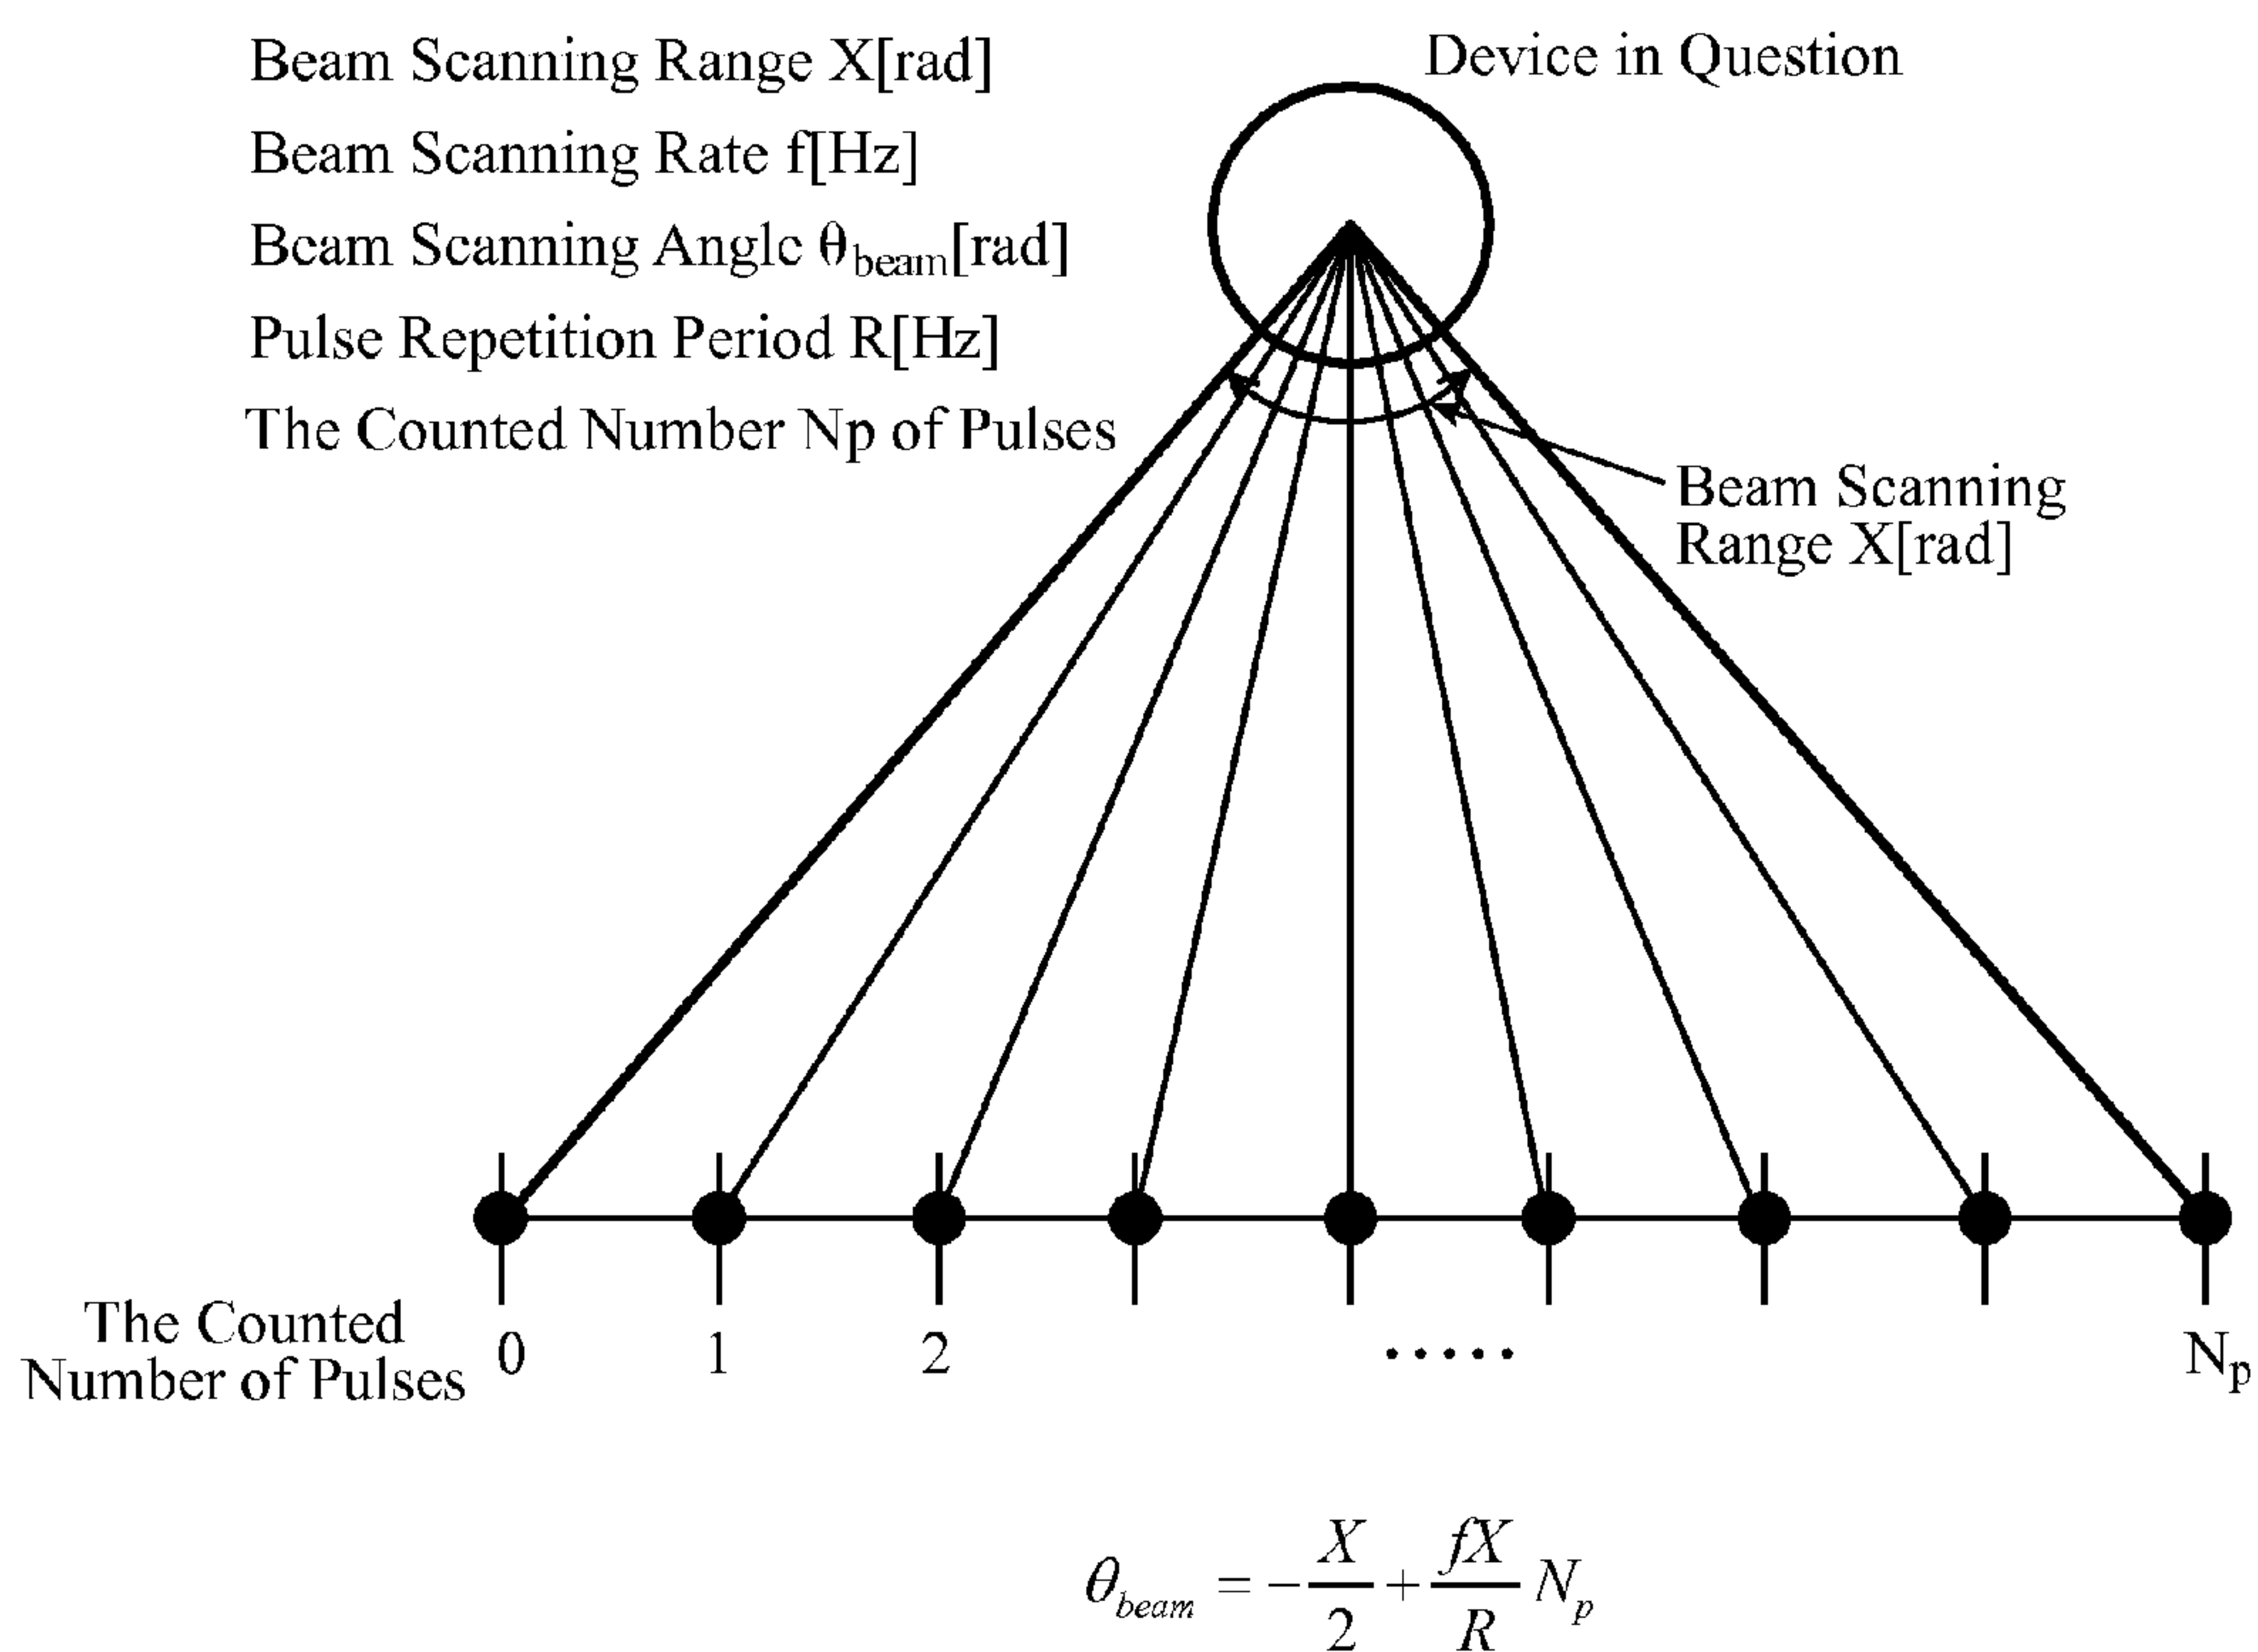 Beam Scanning Range X[rad]
Beam Scanning Rate f[Hz]
Beam Scanning Angle θbeam[rad]
Pulse Repetition Period R[Hz]
The Counted Number Np of Pulses
Device in Question
Beam Scanning
Range X[rad]
The Counted
Number of Pulses
0 1 2 ..... Np
θbeam = -X/2 + fX/R Np